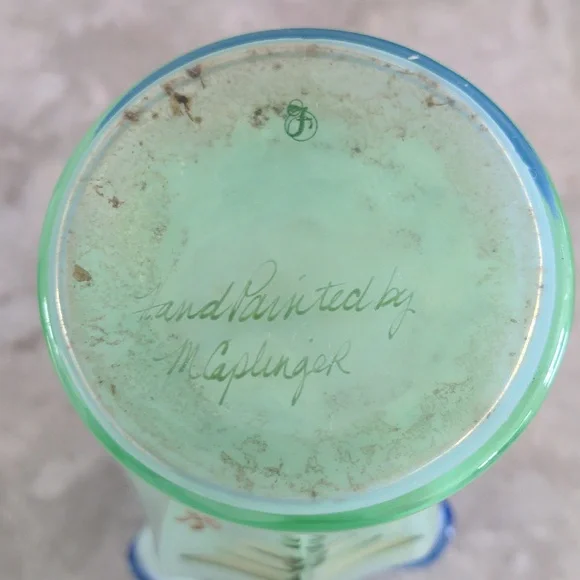 F
Hand Painted by
M Caplinger